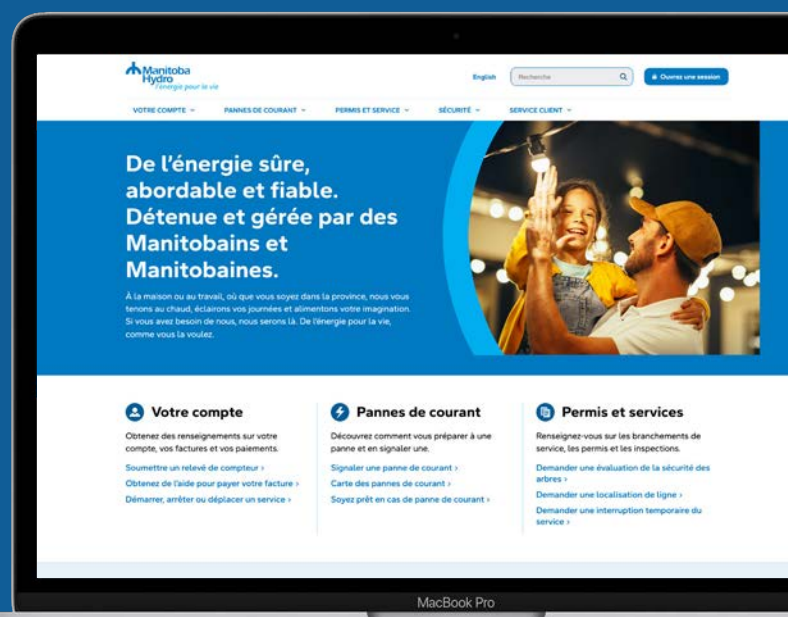 Manitoba
Hydro
l'énergie pour la vie
English
Recherche
Ouvrez une session
VOTRE COMPTE
PANNES DE COURANT
PERMIS ET SERVICE
SÉCURITÉ
SERVICE CLIENT
De l'énergie sûre,
abordable et fiable.
Détenue et gérée par des
Manitobains et
Manitobaines.
À la maison ou au travail, où que vous soyez dans la province, nous vous
tenons au chaud, éclairons vos journées et alimentons votre imagination.
Si vous avez besoin de nous, nous serons là. De l'énergie pour la vie,
comme vous la voulez.
Votre compte
Obtenez des renseignements sur votre
compte, vos factures et vos paiements.
Soumettre un relevé de compteur ›
Obtenez de l'aide pour payer votre facture ›
Démarrer, arrêter ou déplacer un service ›
Pannes de courant
Découvrez comment vous préparer à une
panne et en signaler une.
Signaler une panne de courant ›
Carte des pannes de courant ›
Soyez prêt en cas de panne de courant ›
Permis et services
Renseignez-vous sur les branchements de
service, les permis et les inspections.
Demander une évaluation de la sécurité des
arbres ›
Demander une localisation de ligne ›
Demander une interruption temporaire du
service ›
MacBook Pro